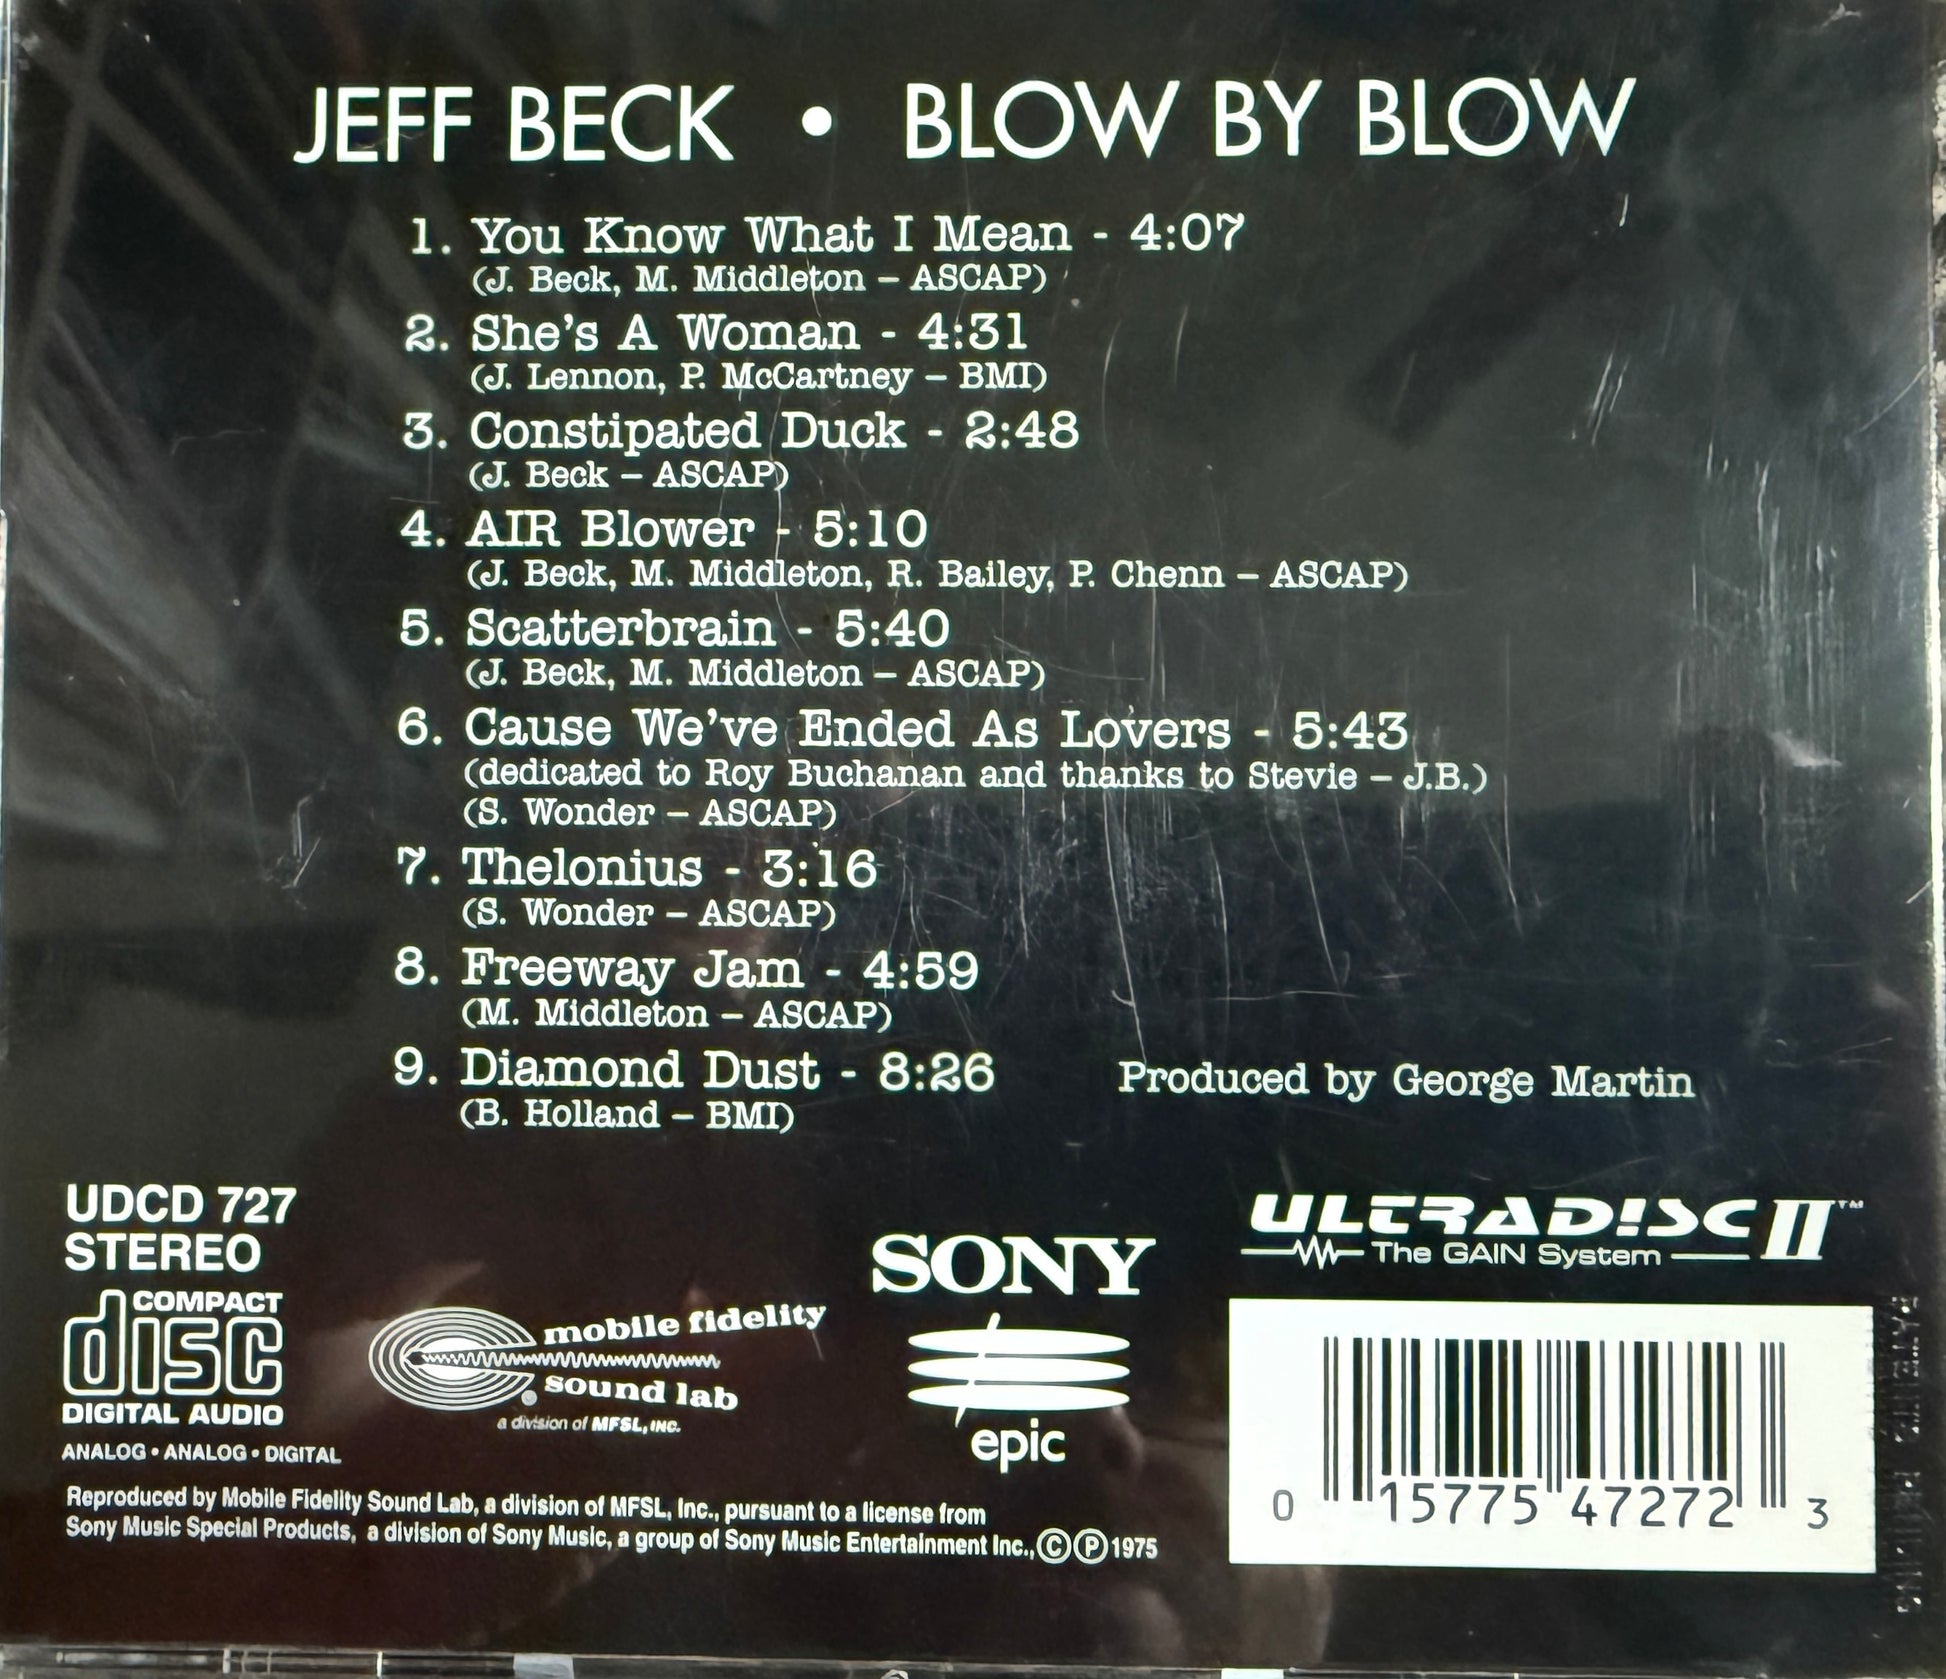 JEFF BECK • BLOW BY BLOW
1. You Know What I Mean - 4:07
(J. Beck, M. Middleton – ASCAP)
2. She's A Woman - 4:31
(J. Lennon, P. McCartney – BMI)
3. Constipated Duck - 2:48
(J. Beck – ASCAP)
4. AIR Blower - 5:10
(J. Beck, M. Middleton, R. Bailey, P. Chenn – ASCAP)
5. Scatterbrain - 5:40
(J. Beck, M. Middleton – ASCAP)
6. Cause We've Ended As Lovers - 5:43
(dedicated to Roy Buchanan and thanks to Stevie – J.B.)
(S. Wonder – ASCAP)
7. Thelonius - 3:16
(S. Wonder – ASCAP)
8. Freeway Jam - 4:59
(M. Middleton – ASCAP)
9. Diamond Dust - 8:26
(B. Holland – BMI)
Produced by George Martin
UDCD 727
STEREO
COMPACT
disc
DIGITAL AUDIO
ANALOG • ANALOG • DIGITAL
mobile fidelity
sound lab
a division of MFSL, INC.
SONY
epic
ULTRADISC II™
The GAIN System
0 15775 47272 3
Reproduced by Mobile Fidelity Sound Lab, a division of MFSL, Inc., pursuant to a license from
Sony Music Special Products, a division of Sony Music, a group of Sony Music Entertainment Inc., Ⓒ Ⓟ 1975